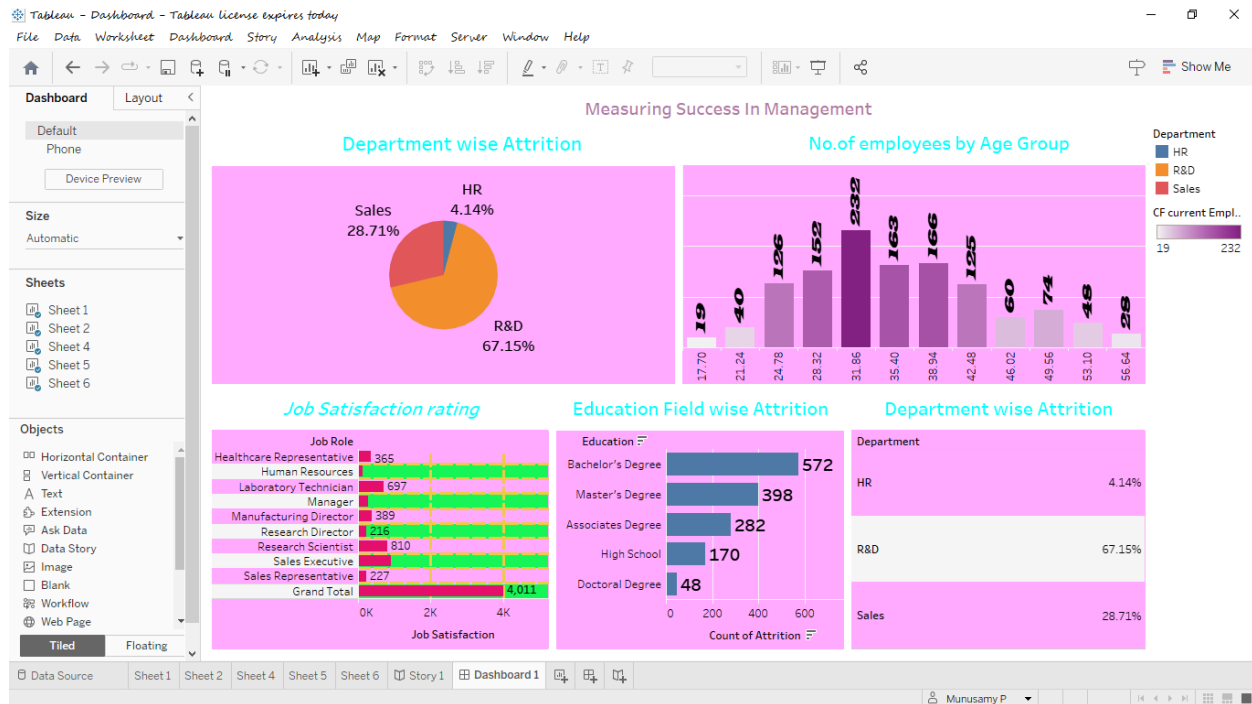 Tableau - Dashboard - Tableau license expires today
File Data Worksheet Dashboard Story Analysis Map Format Server Window Help
Show Me
Dashboard Layout
Default
Phone
Device Preview
Size
Automatic
Sheets
Sheet 1
Sheet 2
Sheet 4
Sheet 5
Sheet 6
Objects
Horizontal Container
Vertical Container
Text
Extension
Ask Data
Data Story
Image
Blank
Workflow
Web Page
Tiled Floating
Measuring Success In Management
Department wise Attrition
HR
4.14%
Sales
28.71%
R&D
67.15%
No.of employees by Age Group
19 40 126 152 232 163 166 125 60 74 48 28
17.70 21.24 24.78 28.32 31.86 35.40 38.94 42.48 46.02 49.56 53.10 56.64
Department
HR
R&D
Sales
CF current Empl..
19 232
Job Satisfaction rating
Job Role
Healthcare Representative 365
Human Resources
Laboratory Technician 697
Manager
Manufacturing Director 389
Research Director 216
Research Scientist 810
Sales Executive
Sales Representative 227
Grand Total 4,011
0K 2K 4K
Job Satisfaction
Education Field wise Attrition
Education
Bachelor's Degree 572
Master's Degree 398
Associates Degree 282
High School 170
Doctoral Degree 48
0 200 400 600
Count of Attrition
Department wise Attrition
Department
HR 4.14%
R&D 67.15%
Sales 28.71%
Data Source Sheet 1 Sheet 2 Sheet 4 Sheet 5 Sheet 6 Story 1 Dashboard 1
Munusamy P